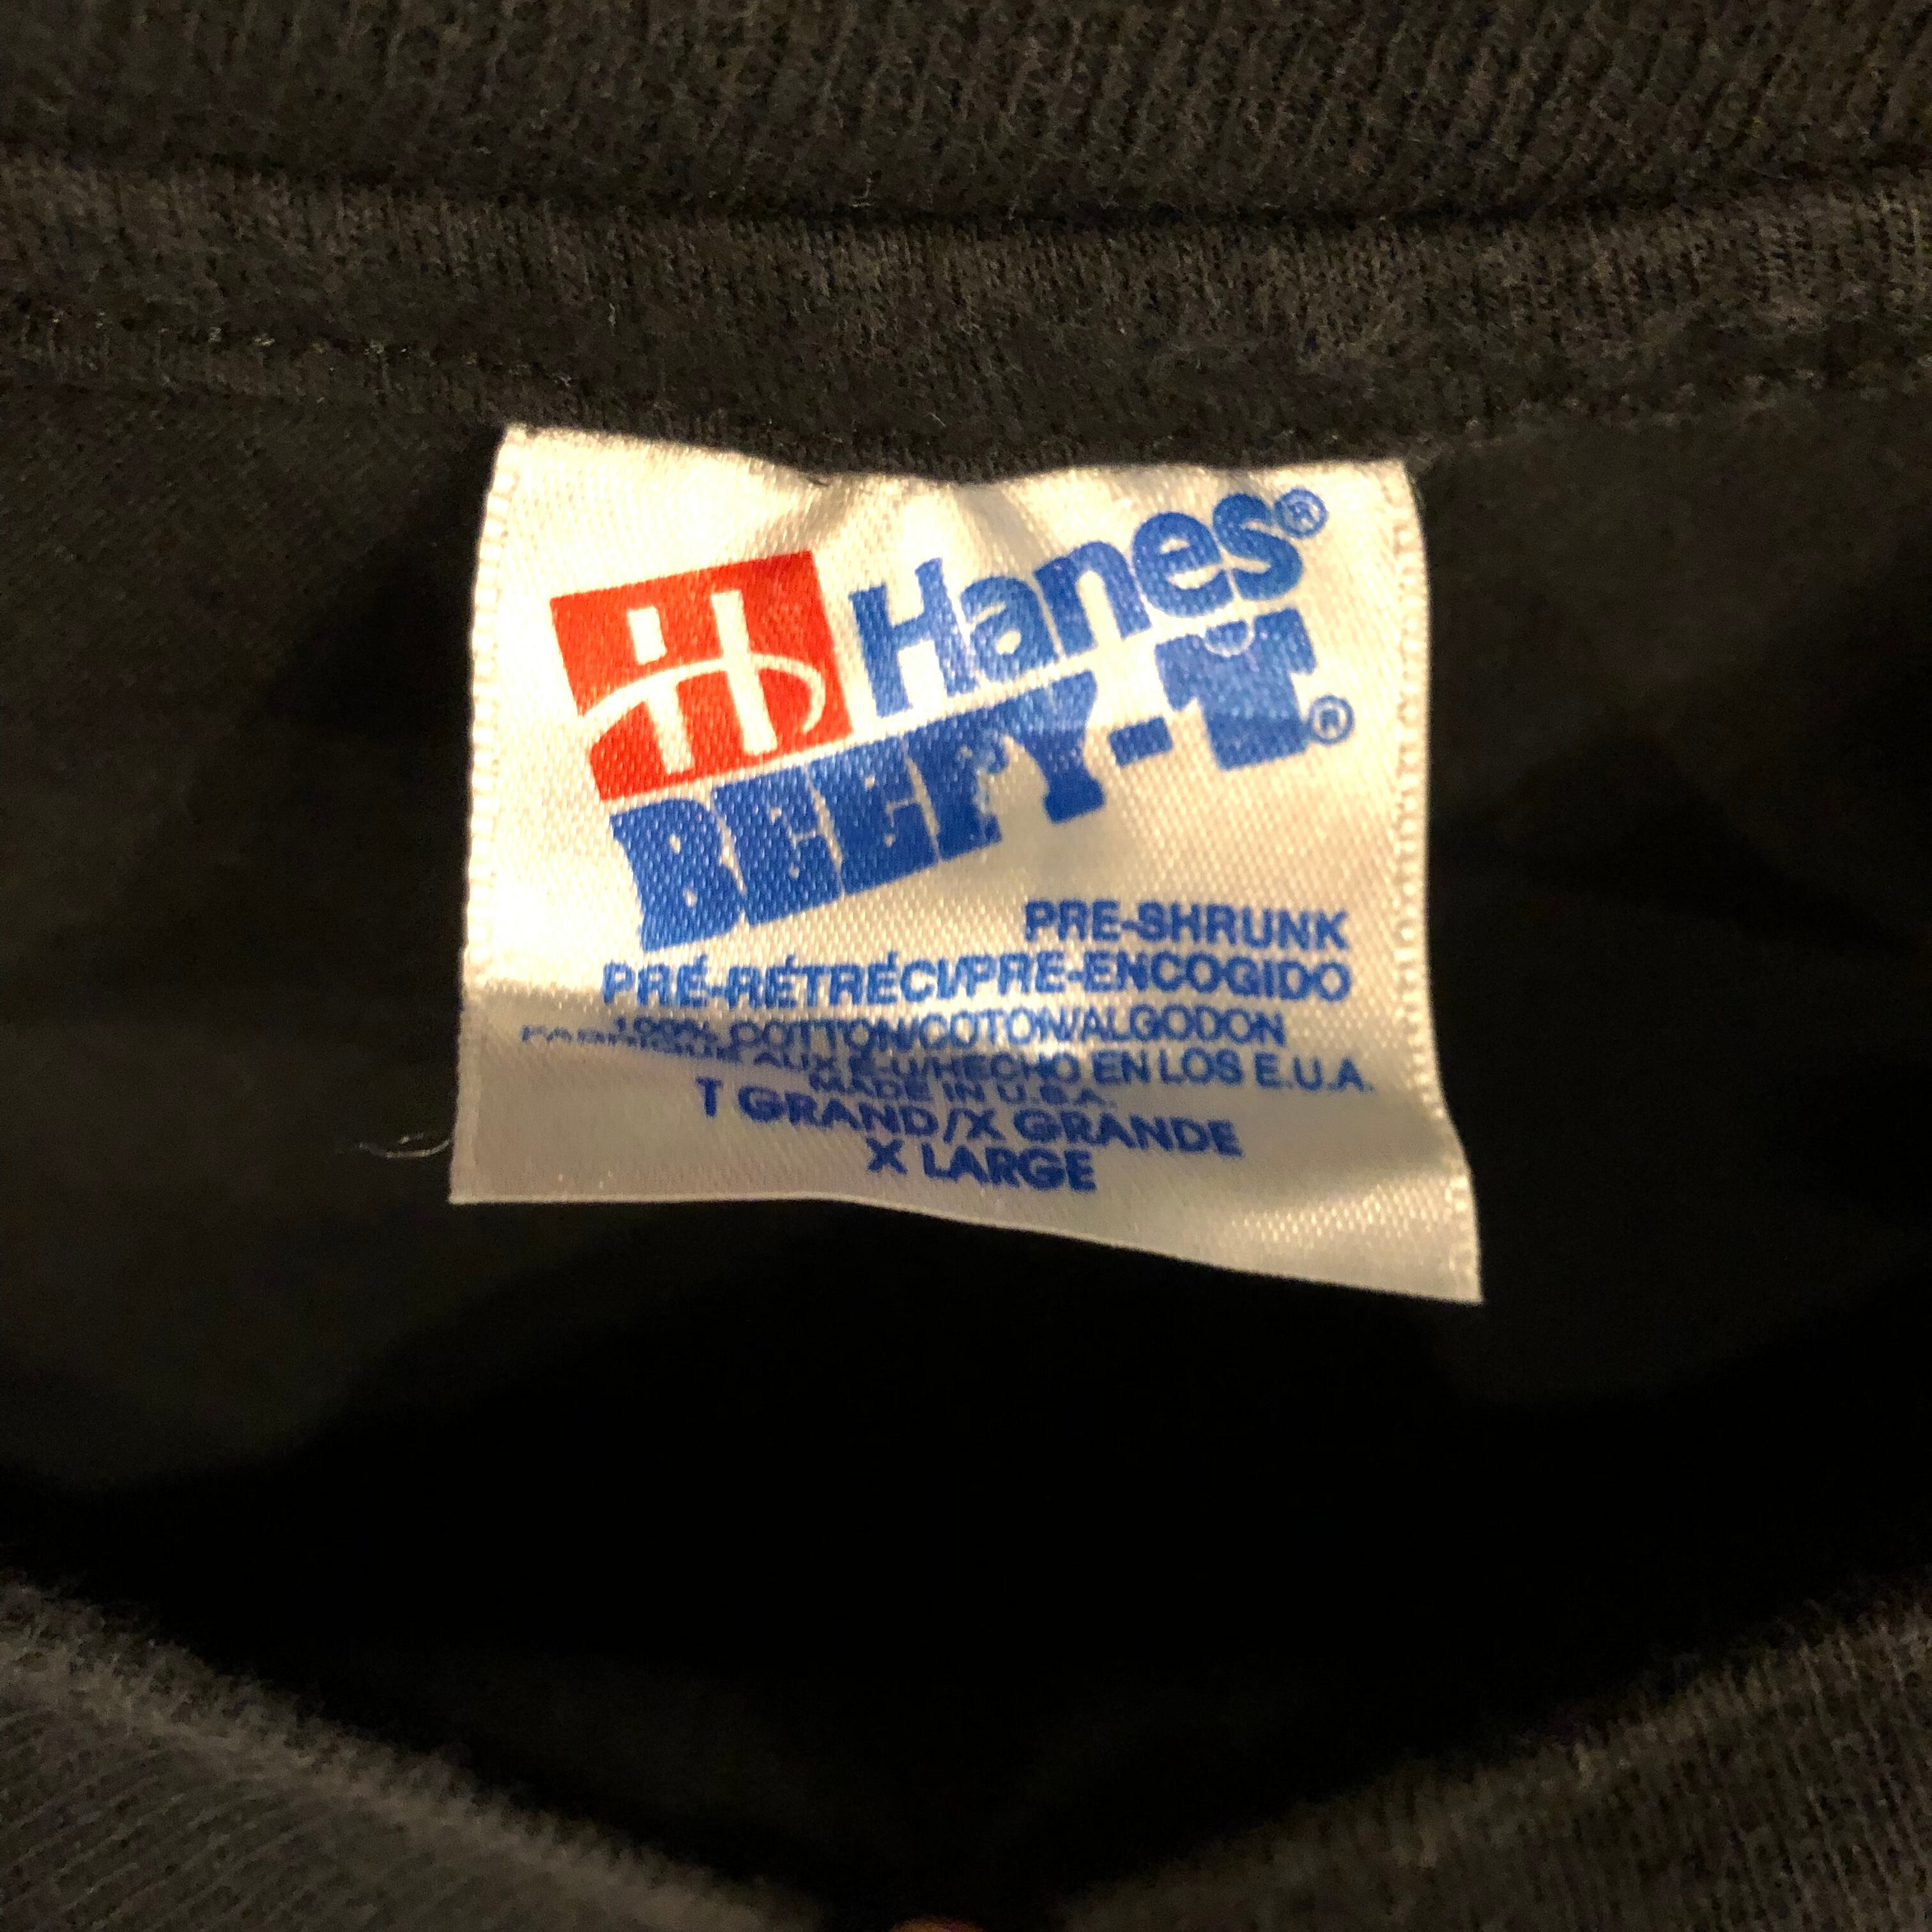 Hanes®
BEEFY-T®
PRE-SHRUNK
PRÉ-RÉTRÉCI/PRE-ENCOGIDO
100% COTTON/COTON/ALGODON
AUX E-U/HECHO EN LOS E.U.A.
MADE IN U.S.A.
T GRAND/X GRANDE
X LARGE